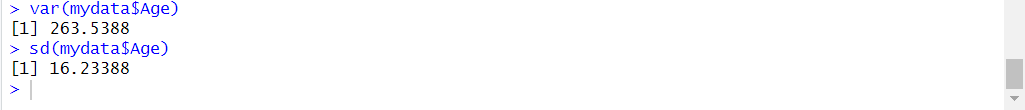 > var(mydata$Age)
[1] 263.5388
> sd(mydata$Age)
[1] 16.23388
>